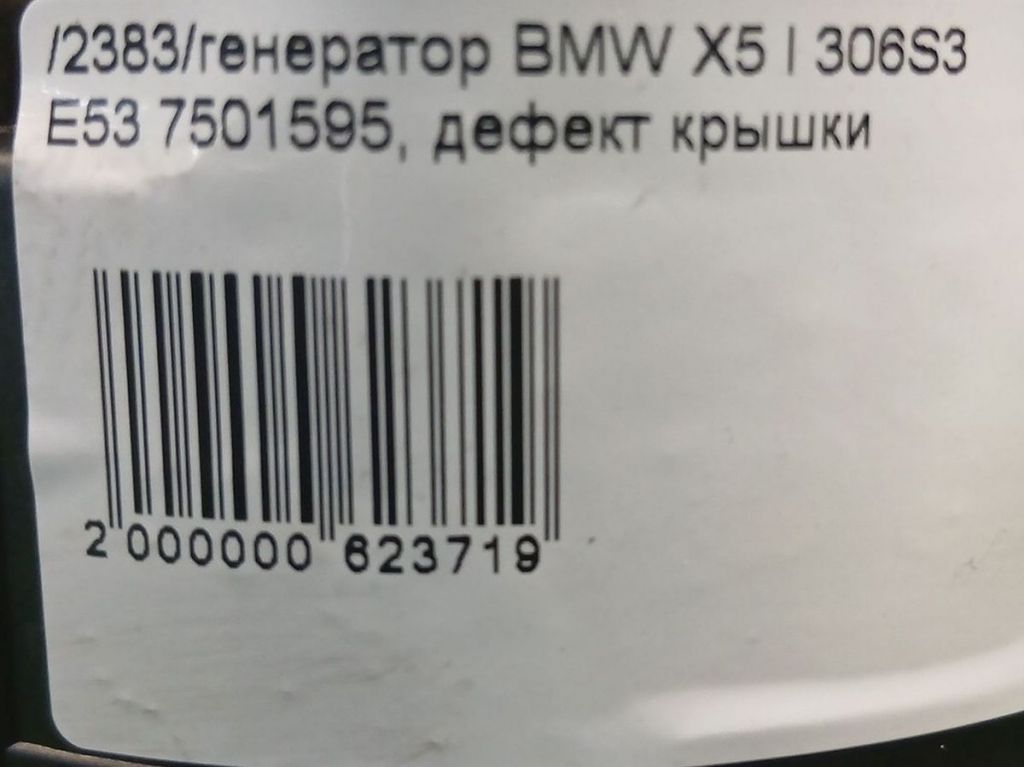 /2383/генератор BMW X5 I 306S3
E53 7501595, дефект крышки
2 000000 623719